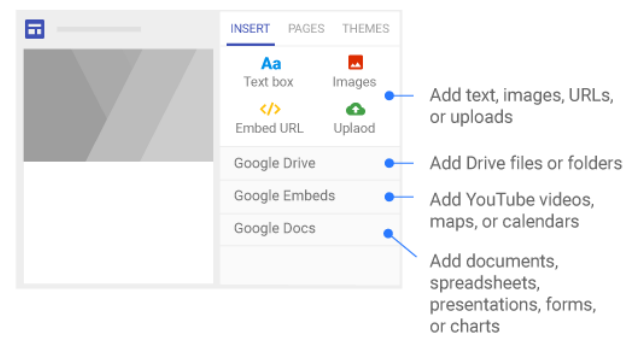 INSERT PAGES THEMES
Aa
Text box Images
</>
Embed URL Uplaod
Add text, images, URLs,
or uploads
Google Drive
Add Drive files or folders
Google Embeds
Add YouTube videos,
maps, or calendars
Google Docs
Add documents,
spreadsheets,
presentations, forms,
or charts